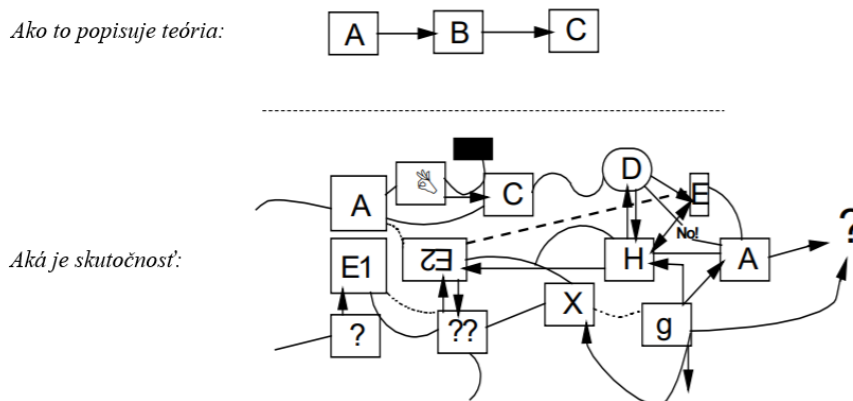 Ako to popisuje teória:
A B C
D
E
A C
No!
?
Aká je skutočnosť:
E1 E2 H A
X
? ?? g